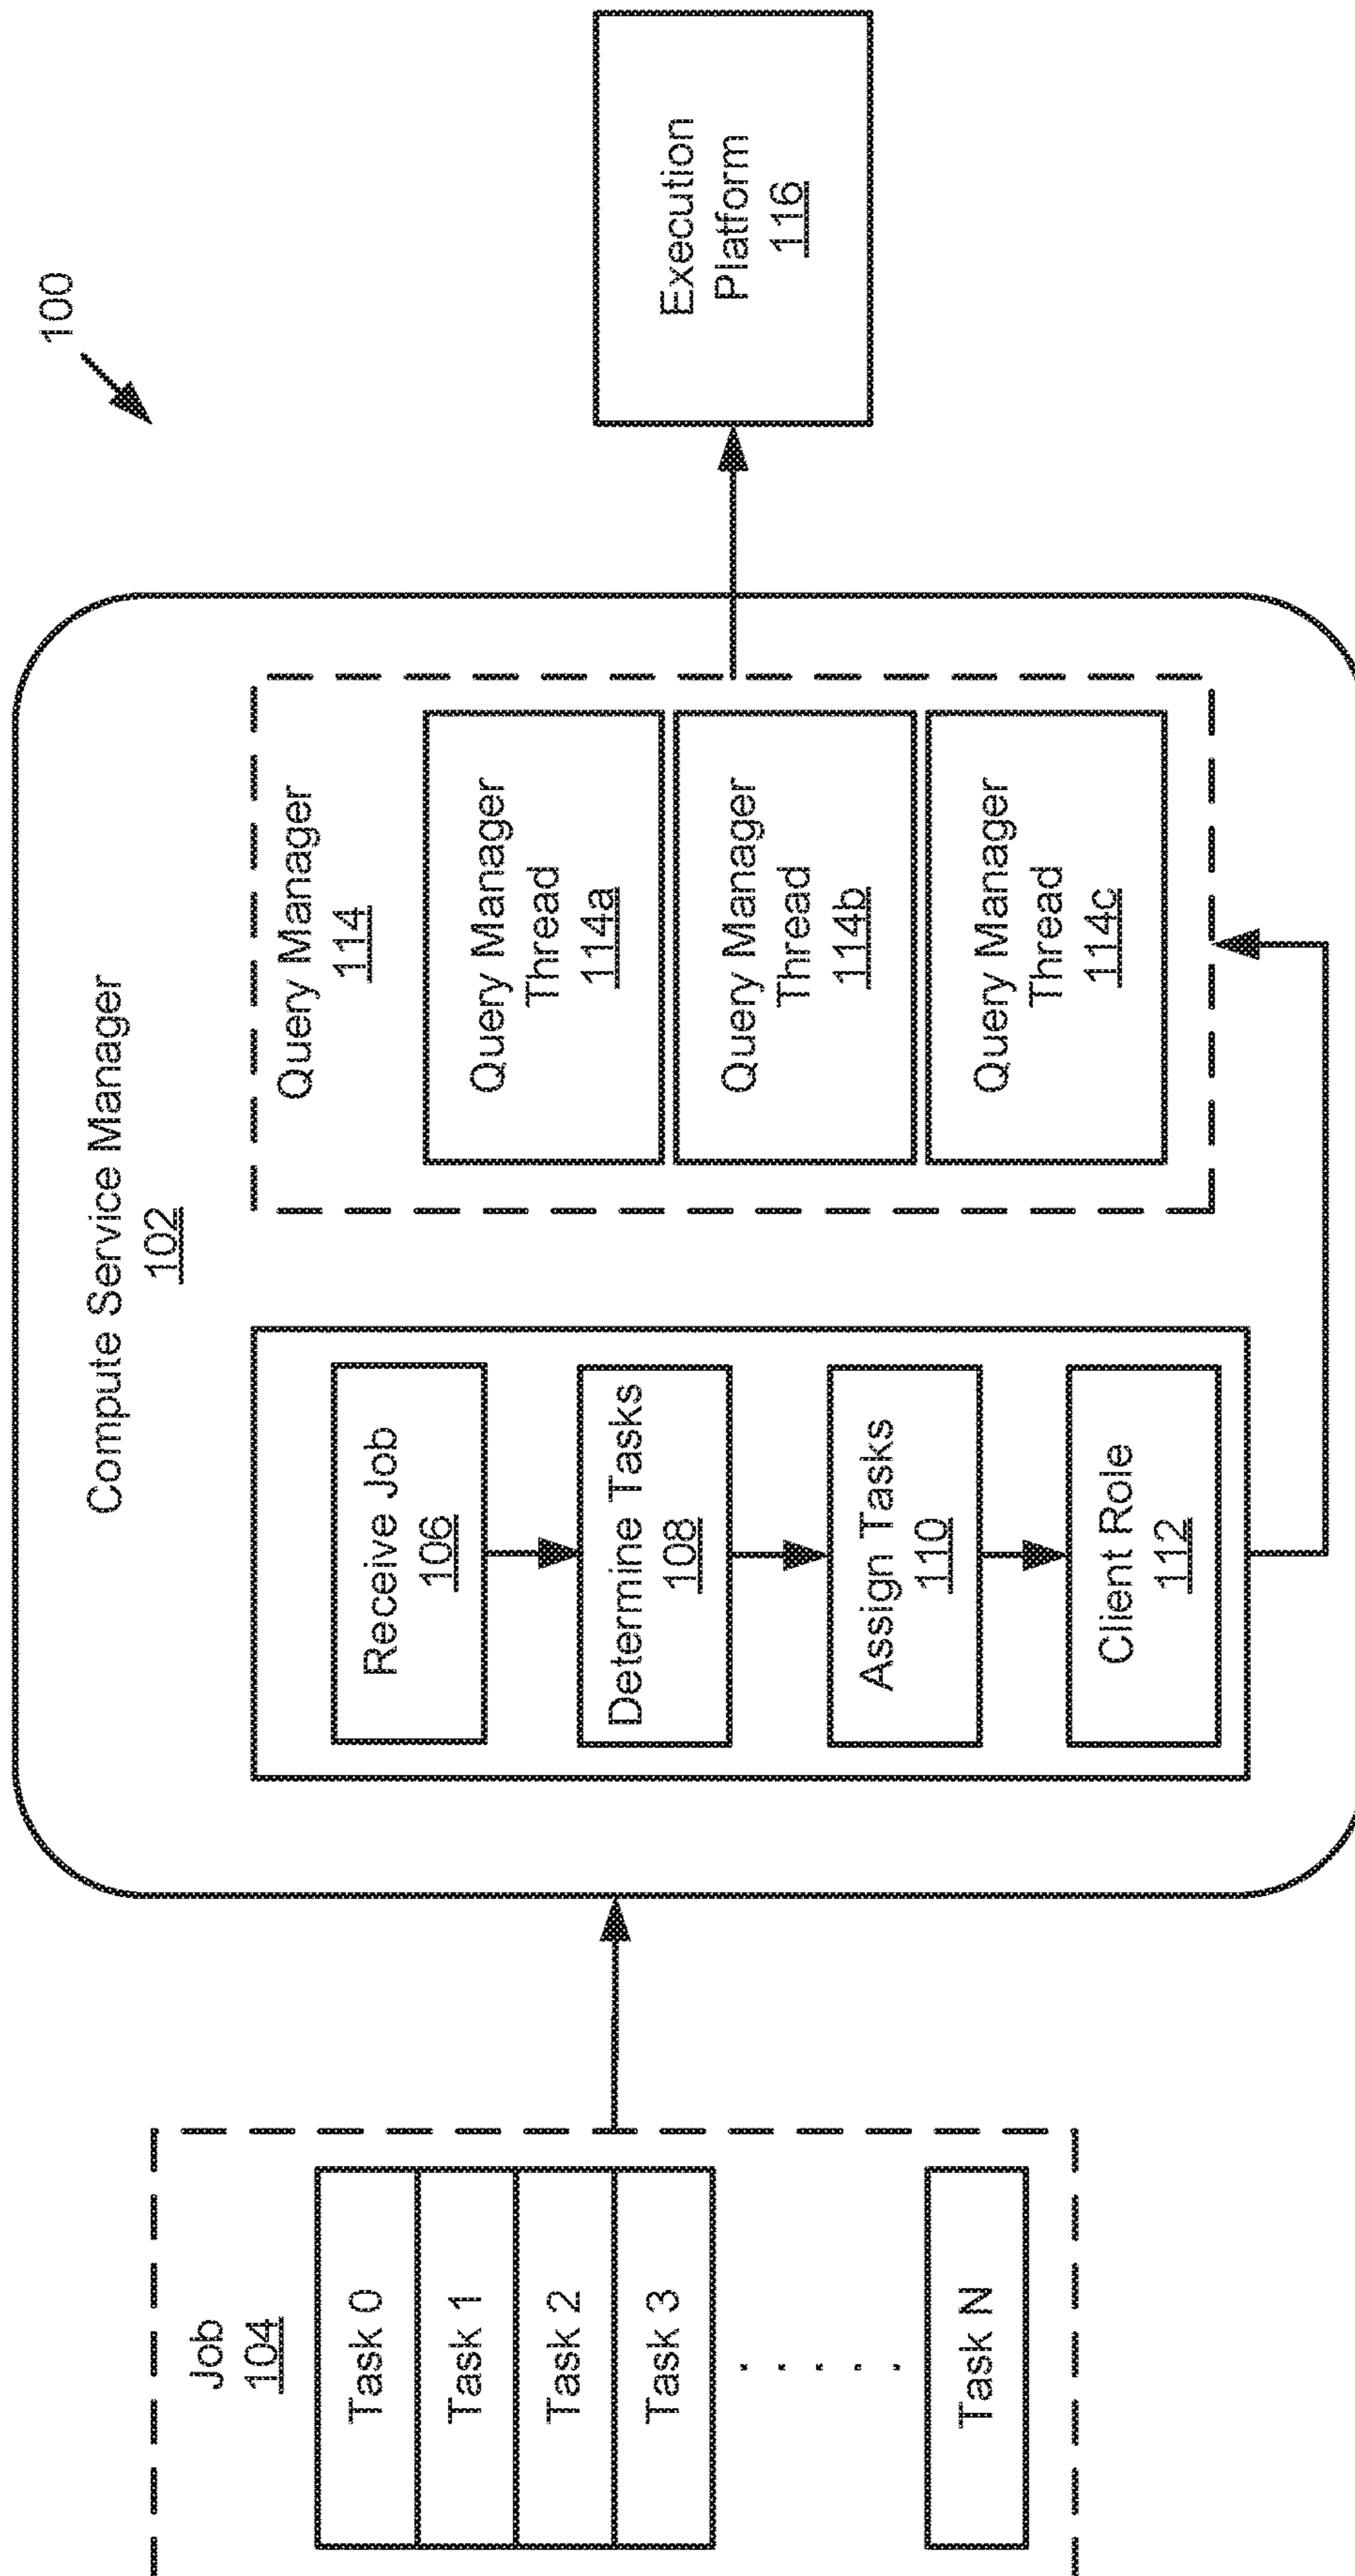 100
Job
104
Task 0
Task 1
Task 2
Task 3
. . . . .
Task N
Compute Service Manager
102
Receive Job
106
Determine Tasks
108
Assign Tasks
110
Client Role
112
Query Manager
114
Query Manager
Thread
114a
Query Manager
Thread
114b
Query Manager
Thread
114c
Execution
Platform
116